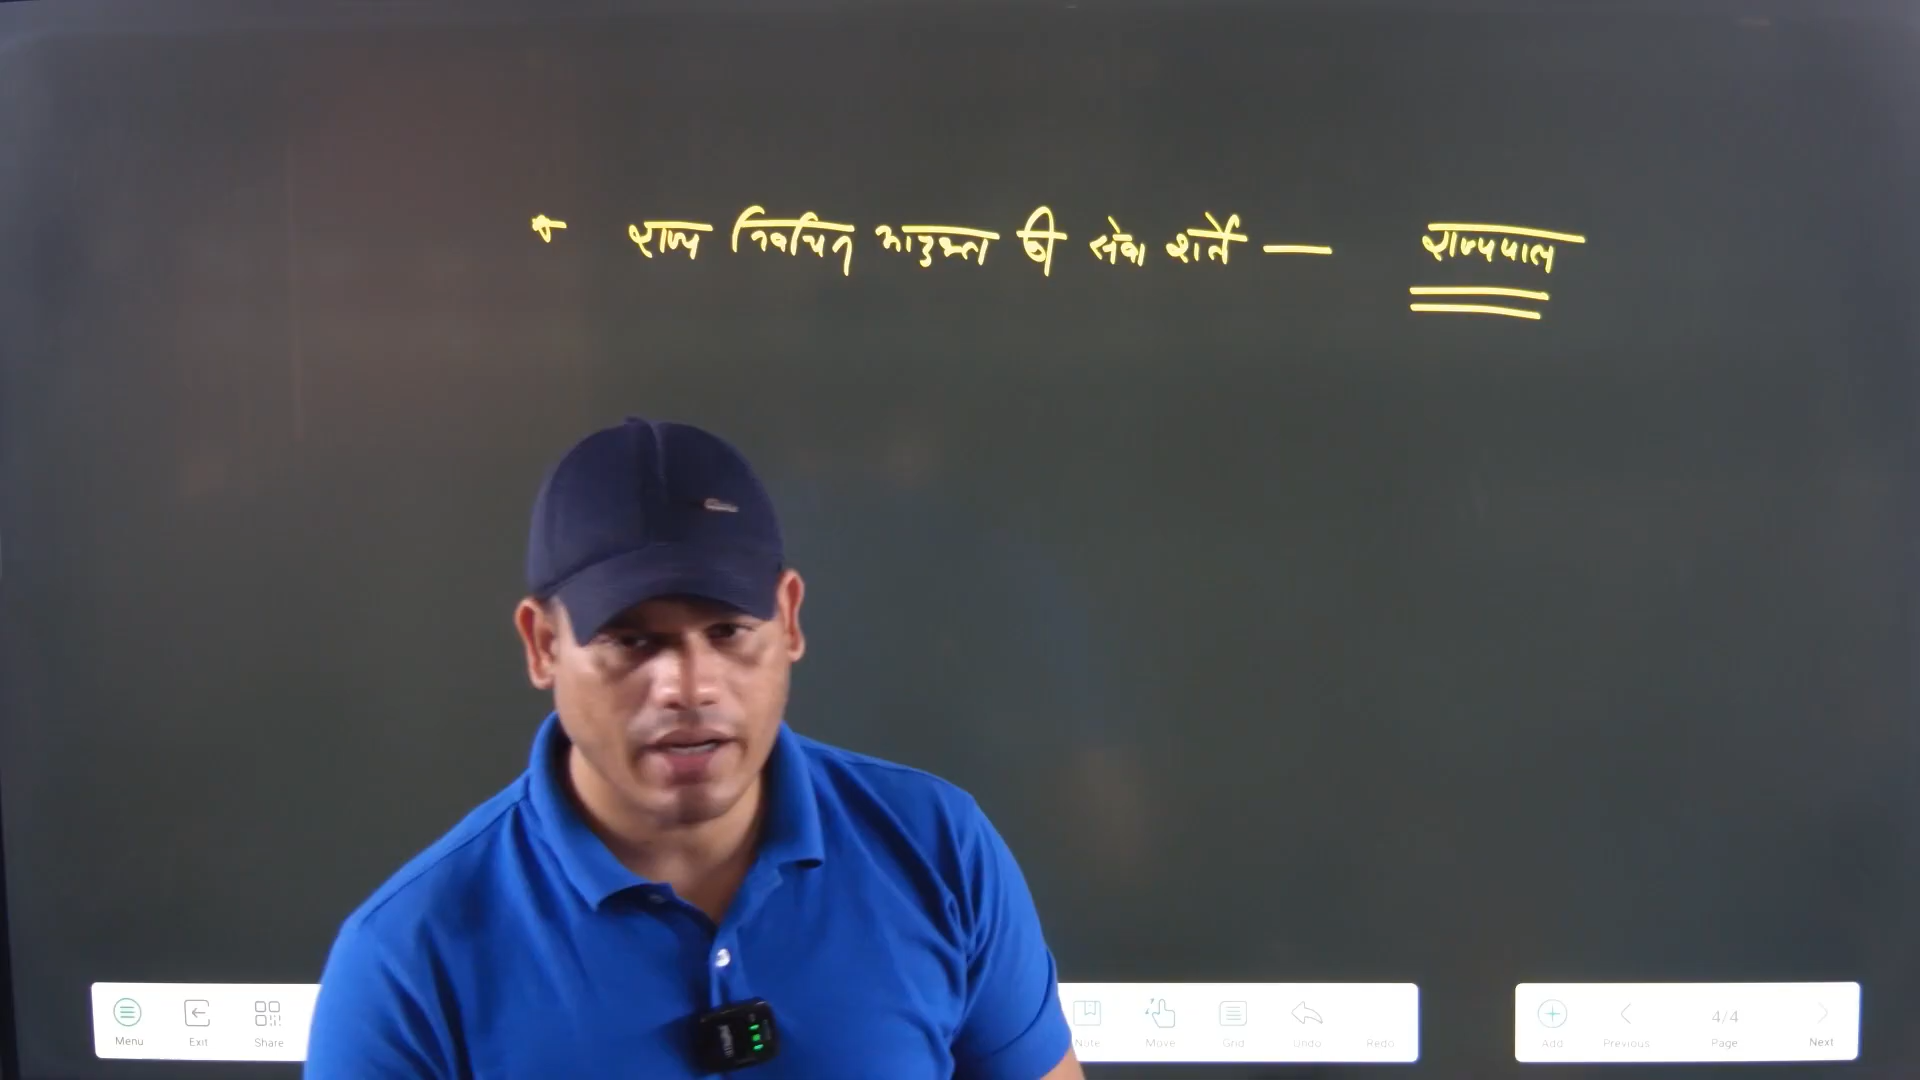 * राज्य निर्वाचन आयुक्त की सेवा शर्तें — राज्यपाल
Menu Exit Share Note Move Grid Undo Redo Add Previous 4/4 Page Next